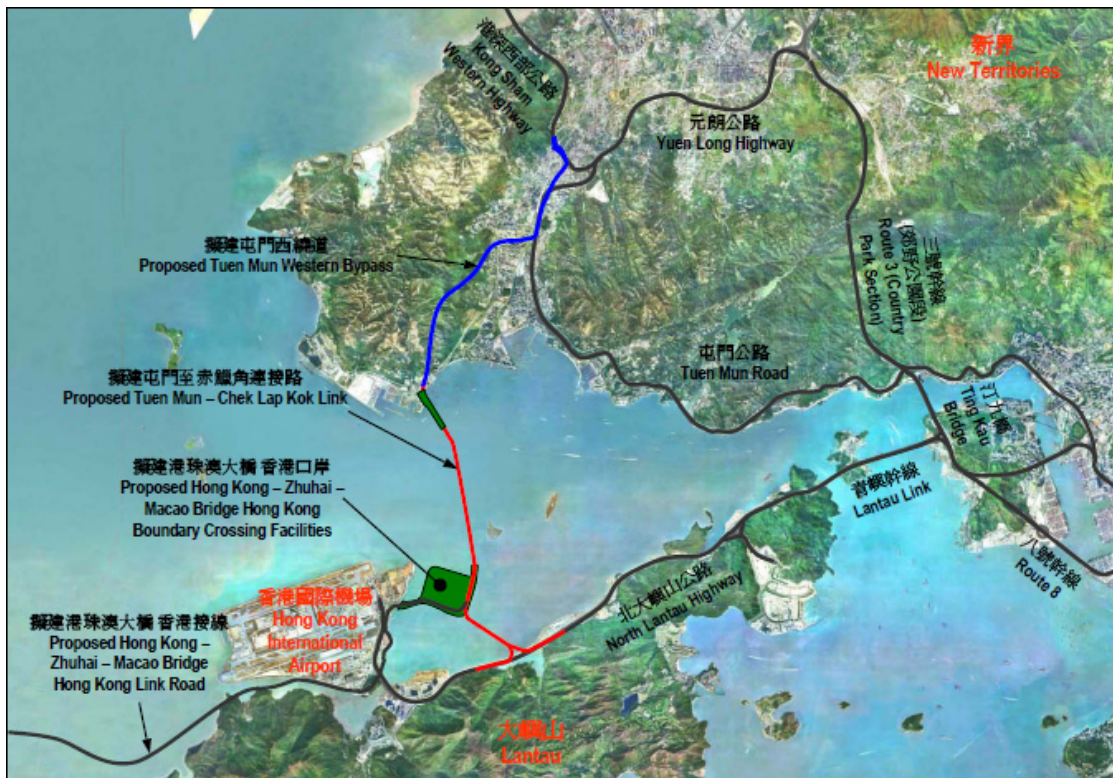 港深西部公路
Kong Sham
Western Highway
新界
New Territories
元朗公路
Yuen Long Highway
擬建屯門西繞道
Proposed Tuen Mun Western Bypass
三號幹線
(郊野公園段)
Route 3 (Country
Park Section)
擬建屯門至赤鱲角連接路
Proposed Tuen Mun – Chek Lap Kok Link
屯門公路
Tuen Mun Road
汀九橋
Ting Kau
Bridge
擬建港珠澳大橋 香港口岸
Proposed Hong Kong – Zhuhai –
Macao Bridge Hong Kong
Boundary Crossing Facilities
青嶼幹線
Lantau Link
八號幹線
Route 8
北大嶼山公路
North Lantau Highway
香港國際機場
Hong Kong
International
Airport
擬建港珠澳大橋 香港接線
Proposed Hong Kong –
Zhuhai – Macao Bridge
Hong Kong Link Road
大嶼山
Lantau